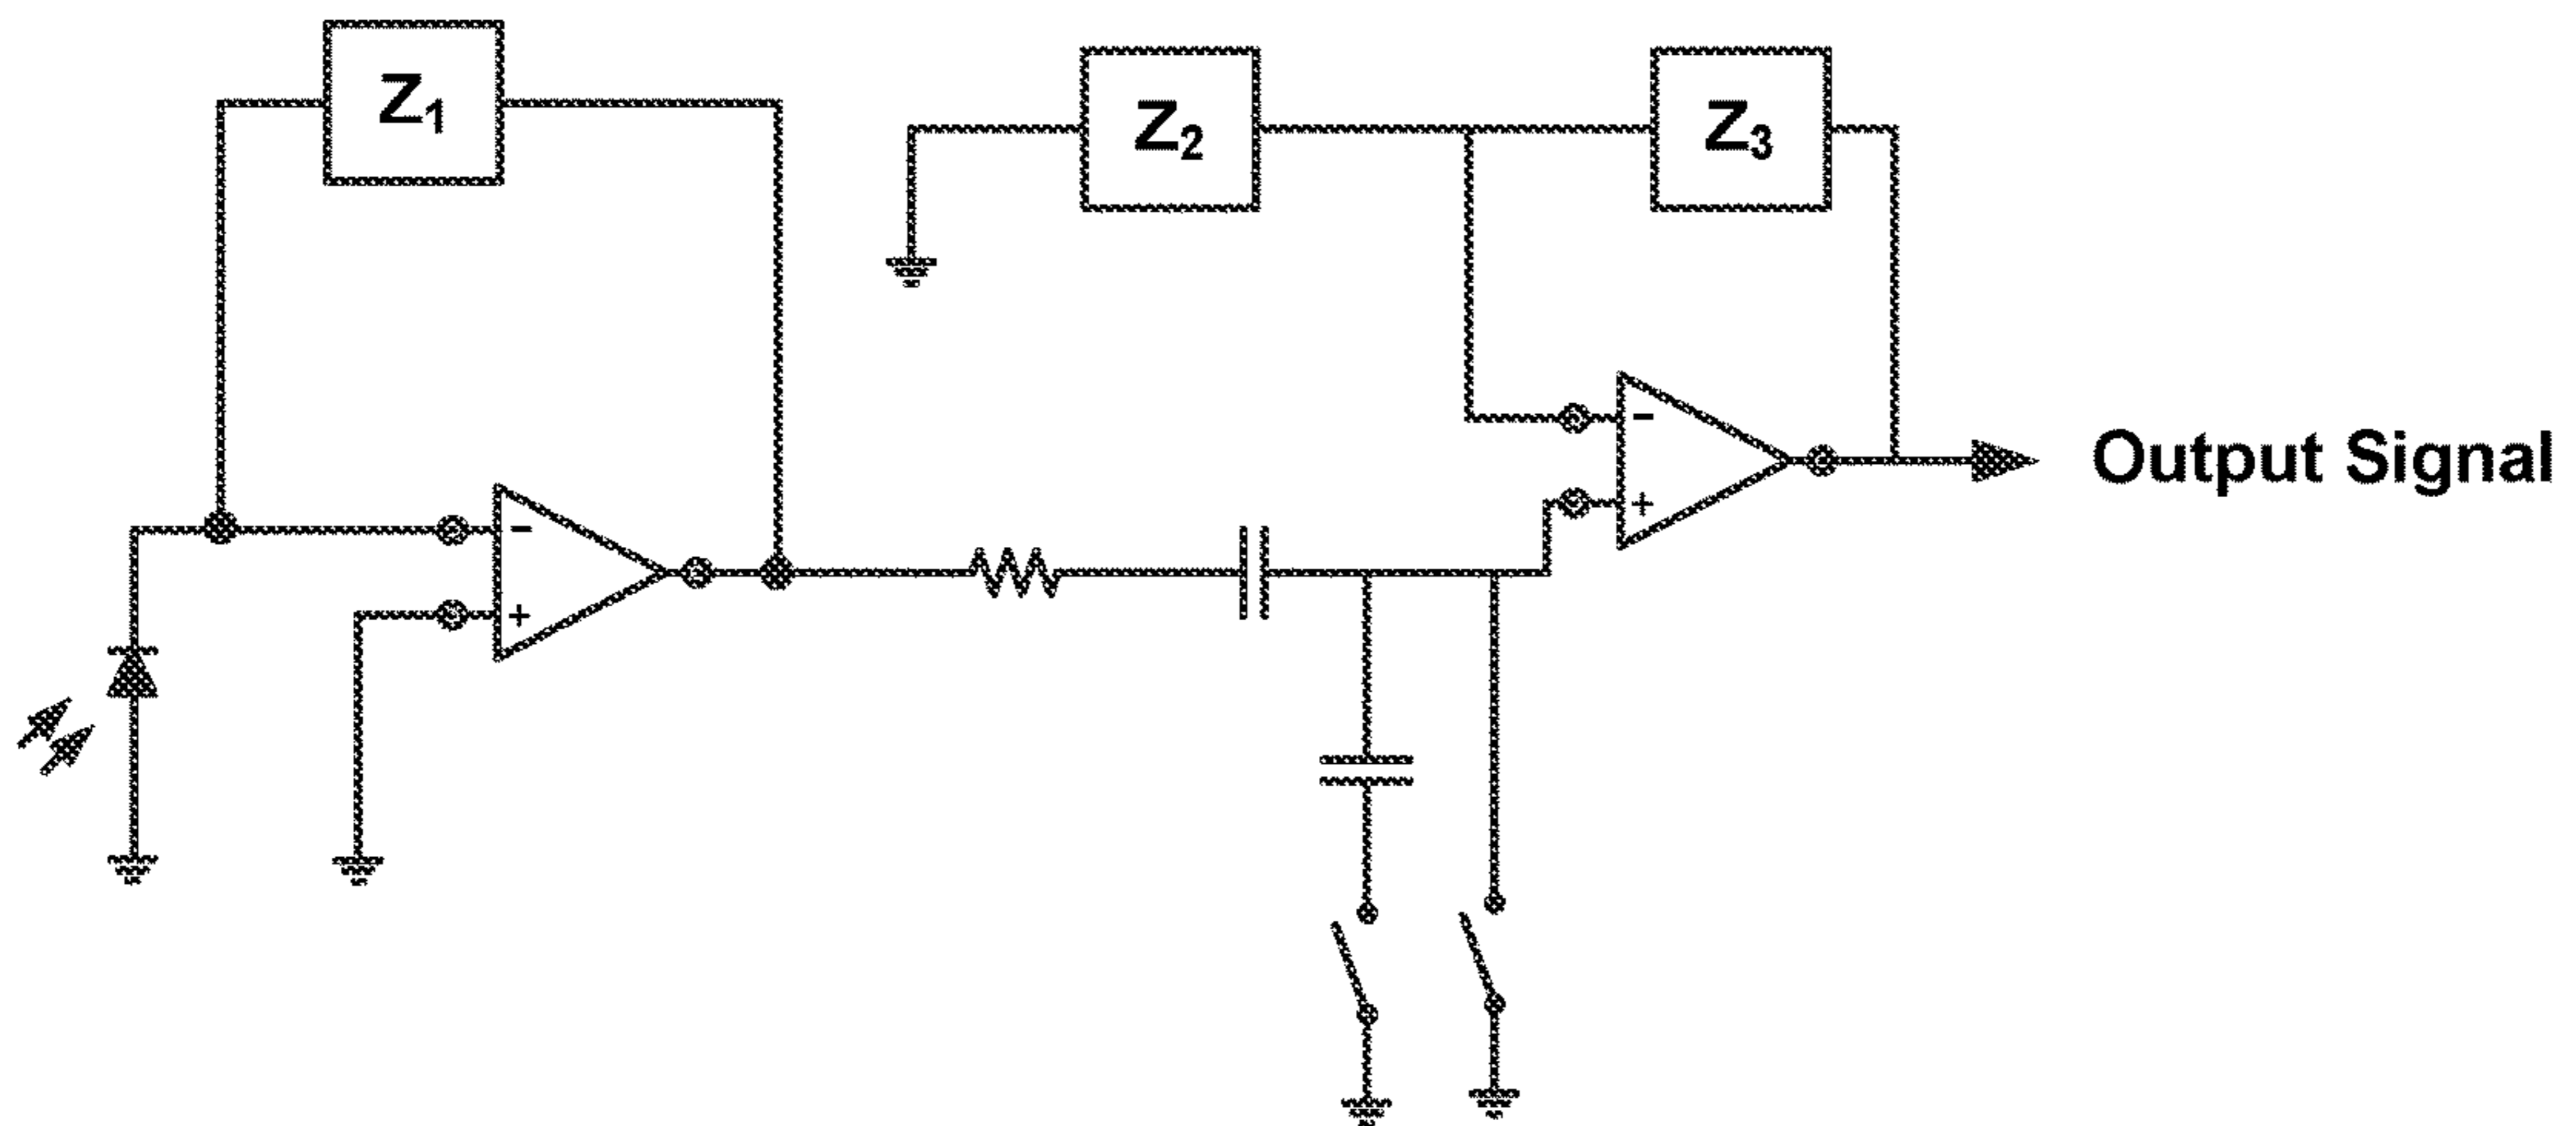 Z₁
Z₂
Z₃
-
+
Output Signal
-
+